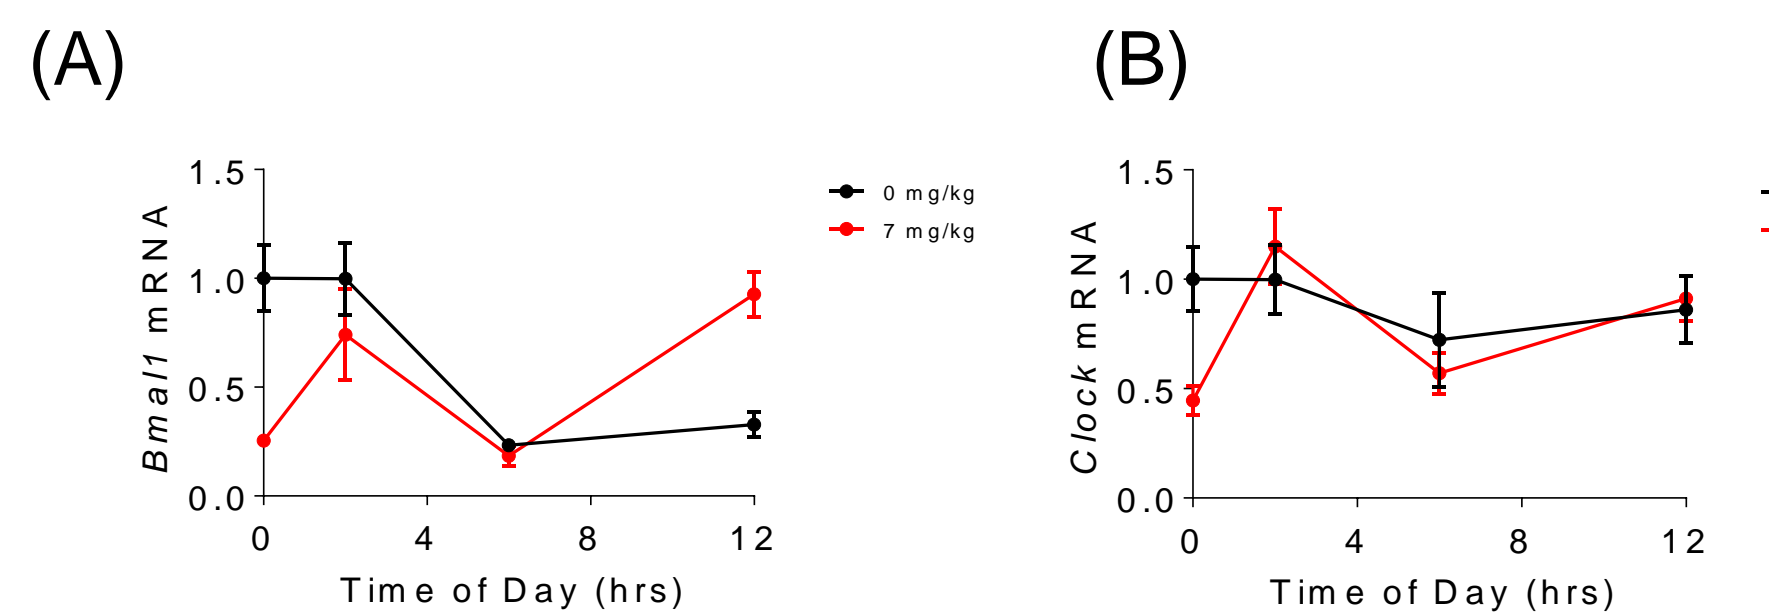 (A)
(B)
1.5
1.0
0.5
0.0
Bmal1 mRNA
0 4 8 12
Time of Day (hrs)
0 mg/kg
7 mg/kg
1.5
1.0
0.5
0.0
Clock mRNA
0 4 8 12
Time of Day (hrs)